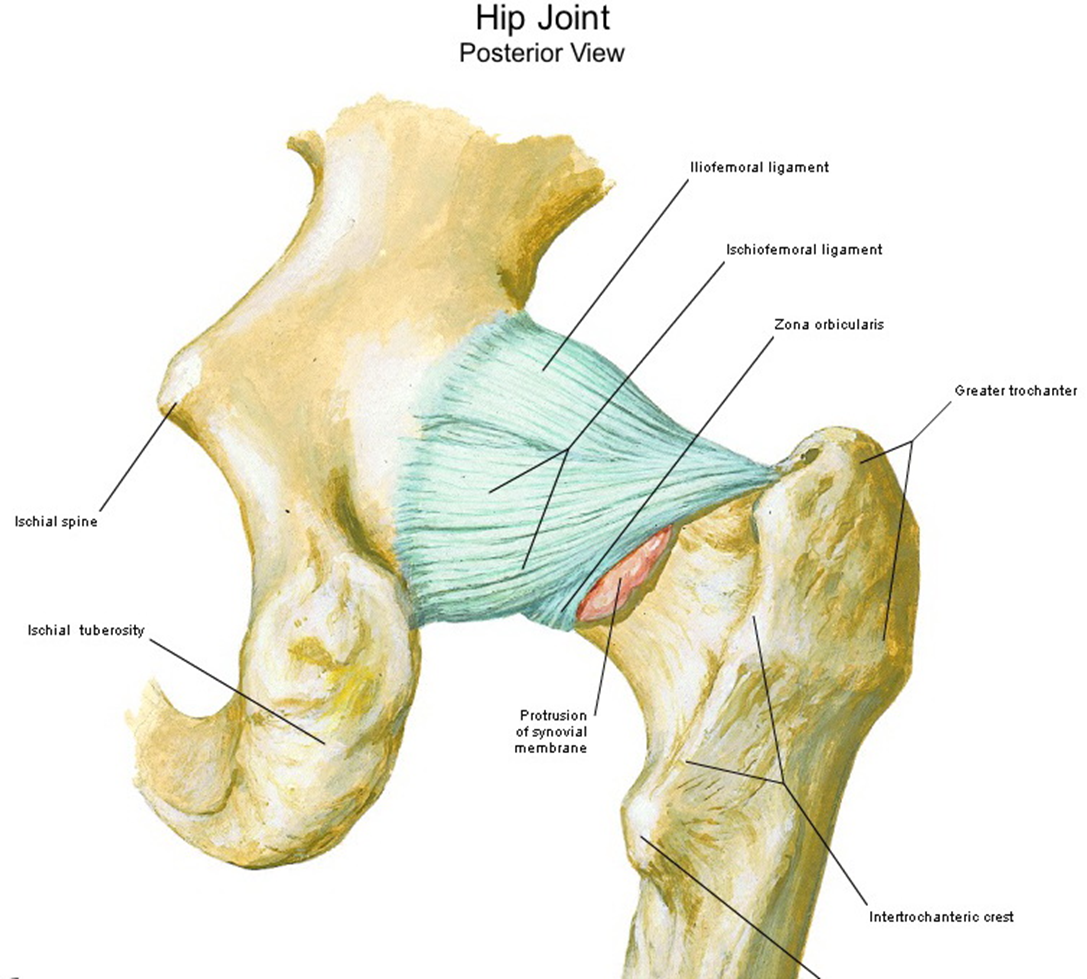 Hip Joint
Posterior View
Iliofemoral ligament
Ischiofemoral ligament
Zona orbicularis
Greater trochanter
Ischial spine
Ischial tuberosity
Protrusion
of synovial
membrane
Intertrochanteric crest